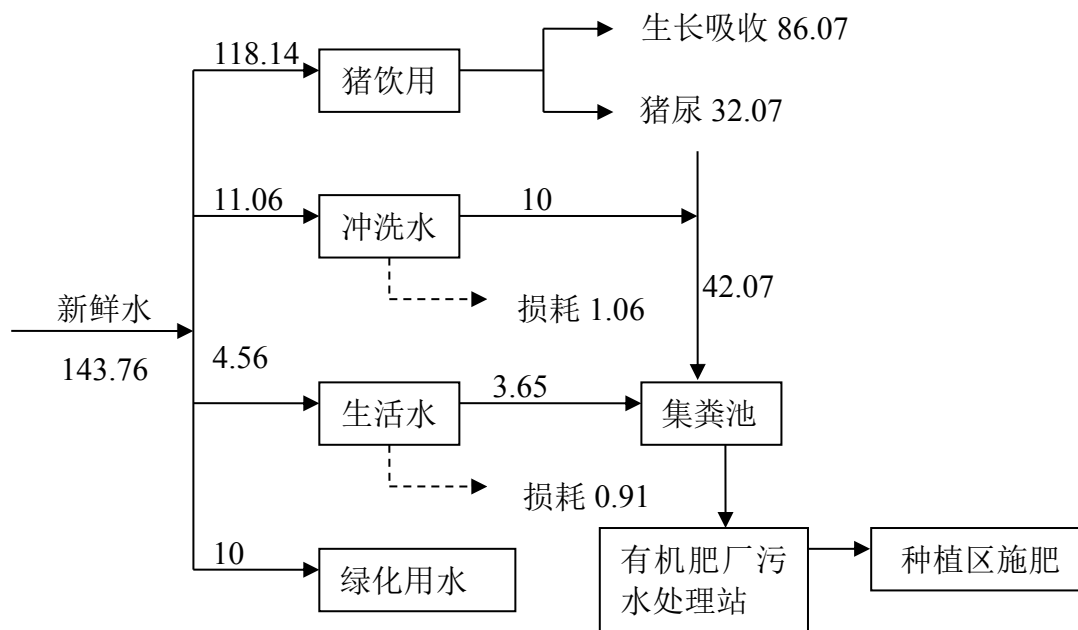 生长吸收 86.07
118.14
猪饮用
猪尿 32.07
11.06
10
冲洗水
42.07
新鲜水
损耗 1.06
143.76
4.56
3.65
生活水
集粪池
损耗 0.91
10
有机肥厂污
水处理站
种植区施肥
绿化用水